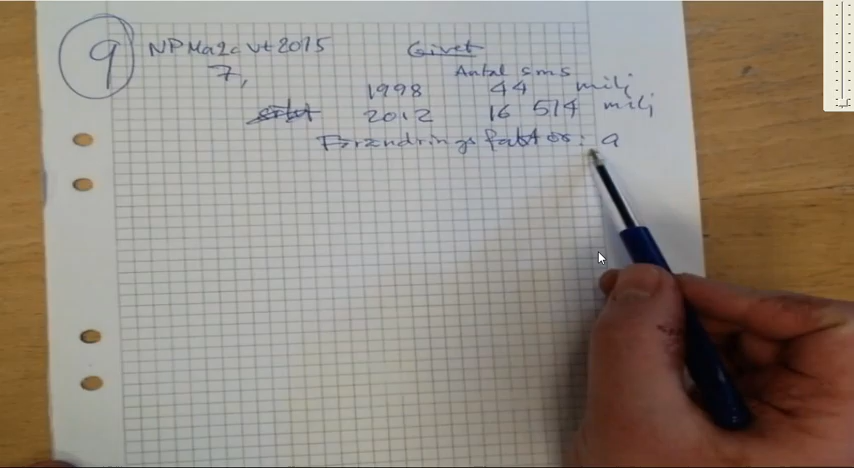 9 NPMa2c vt 2015 Givet
7, Antal sms
1998 44 milj
2012 16 514 milj
Förändringsfaktor: a